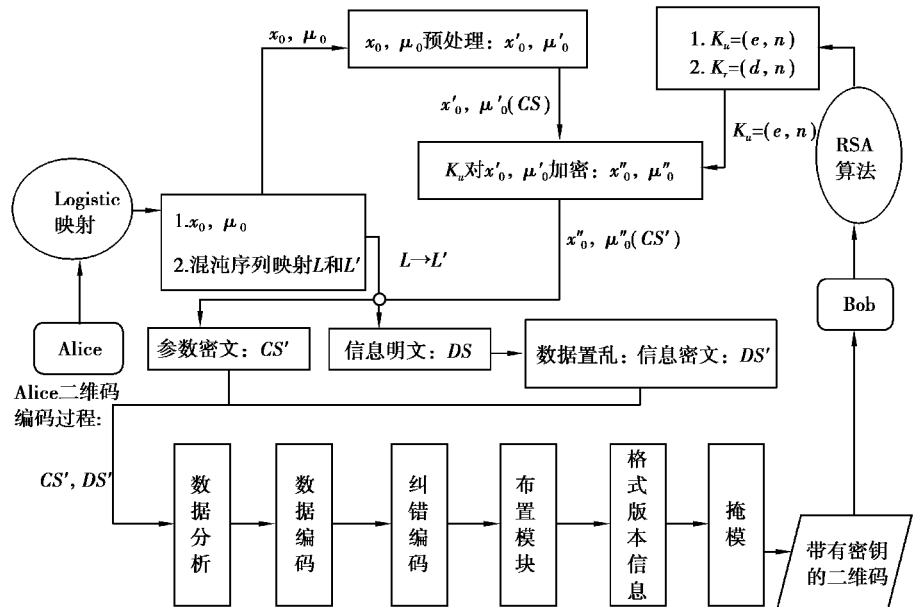 x₀, μ₀
x₀, μ₀预处理: x′₀, μ′₀
1. Kᵤ=(e, n)
2. Kᵣ=(d, n)
x′₀, μ′₀(CS)
Kᵤ=(e, n)
RSA
算法
Kᵤ对x′₀, μ′₀加密: x″₀, μ″₀
Logistic
映射
1.x₀, μ₀
2.混沌序列映射L和L′
x″₀, μ″₀(CS′)
L→L′
Bob
Alice
参数密文: CS′
信息明文: DS
数据置乱: 信息密文: DS′
Alice二维码
编码过程:
CS′, DS′
数据分析
数据编码
纠错编码
布置模块
格式版本信息
掩模
带有密钥
的二维码